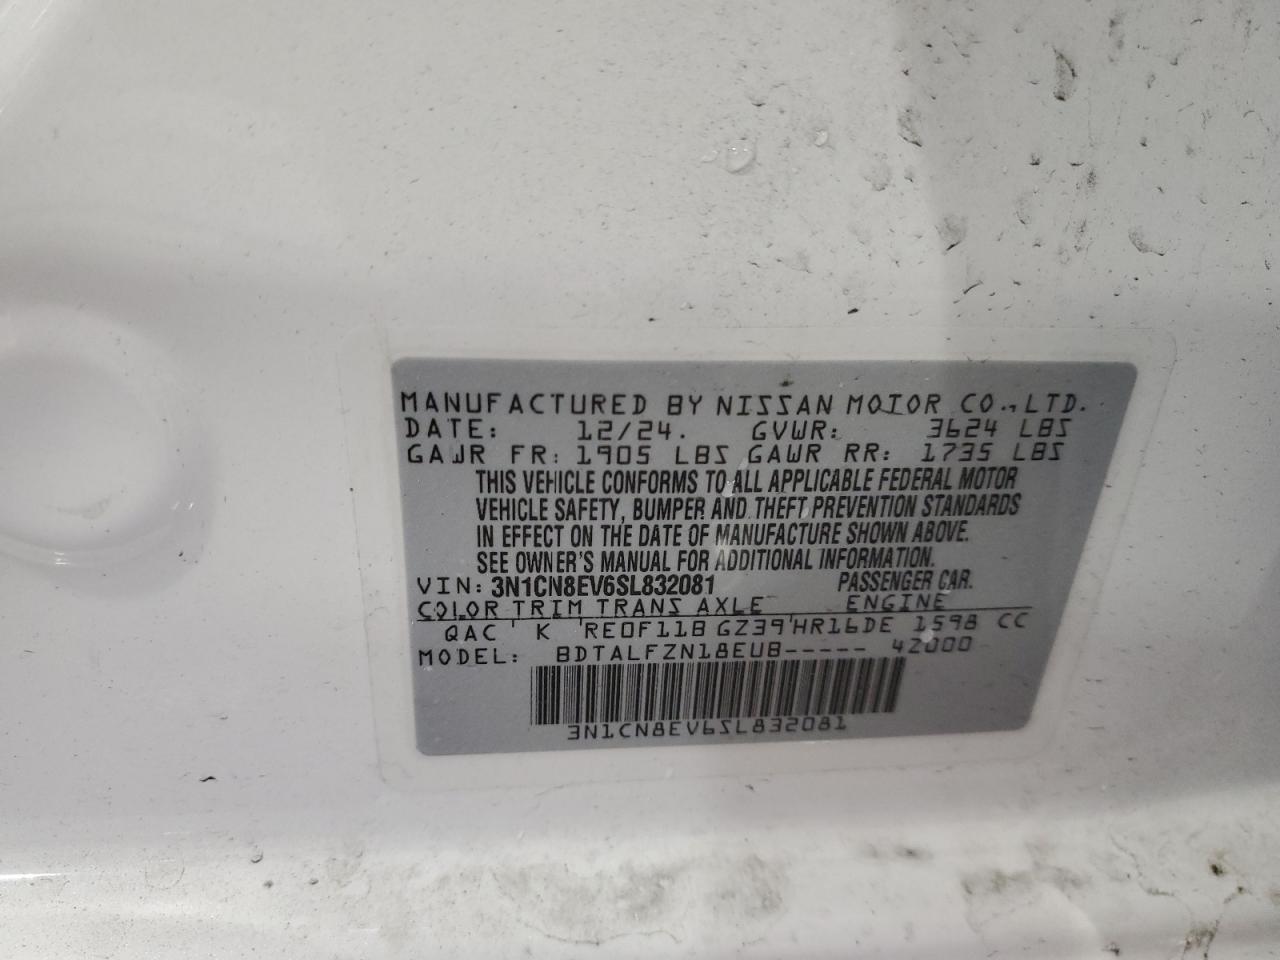 MANUFACTURED BY NISSAN MOTOR CO.,LTD.
DATE: 12/24. GVWR: 3624 LBS
GAWR FR: 1905 LBS GAWR RR: 1735 LBS
THIS VEHICLE CONFORMS TO ALL APPLICABLE FEDERAL MOTOR
VEHICLE SAFETY, BUMPER AND THEFT PREVENTION STANDARDS
IN EFFECT ON THE DATE OF MANUFACTURE SHOWN ABOVE.
SEE OWNER'S MANUAL FOR ADDITIONAL INFORMATION.
VIN: 3N1CN8EV6SL832081 PASSENGER CAR.
COLOR TRIM TRANS AXLE ENGINE
QAC K RE0F11B GZ39 HR16DE 1598 CC
MODEL: BDTALFZN18EUB----- 42000
3N1CN8EV6SL832081